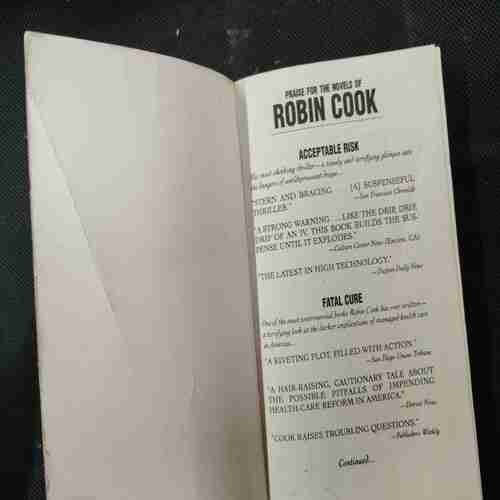 PRAISE FOR THE NOVELS OF
ROBIN COOK
ACCEPTABLE RISK
His most shocking thriller—a timely and terrifying glimpse into
the dangers of antidepressant drugs...
"STERN AND BRACING . . . [A] SUSPENSEFUL
THRILLER."
—San Francisco Chronicle
"A STRONG WARNING . . . LIKE THE DRIP, DRIP,
DRIP OF AN IV, THIS BOOK BUILDS THE SUS-
PENSE UNTIL IT EXPLODES."
"THE LATEST IN HIGH TECHNOLOGY."
—Dayton Daily News
FATAL CURE
One of the most controversial books Robin Cook has ever written—
a terrifying look at the darker implications of managed health care
in America...
"A RIVETING PLOT, FILLED WITH ACTION."
—San Diego Union Tribune
"A HAIR-RAISING, CAUTIONARY TALE ABOUT
THE POSSIBLE PITFALLS OF IMPENDING
HEALTH-CARE REFORM IN AMERICA."
—Detroit News
"COOK RAISES TROUBLING QUESTIONS."
—Publishers Weekly
Continued...